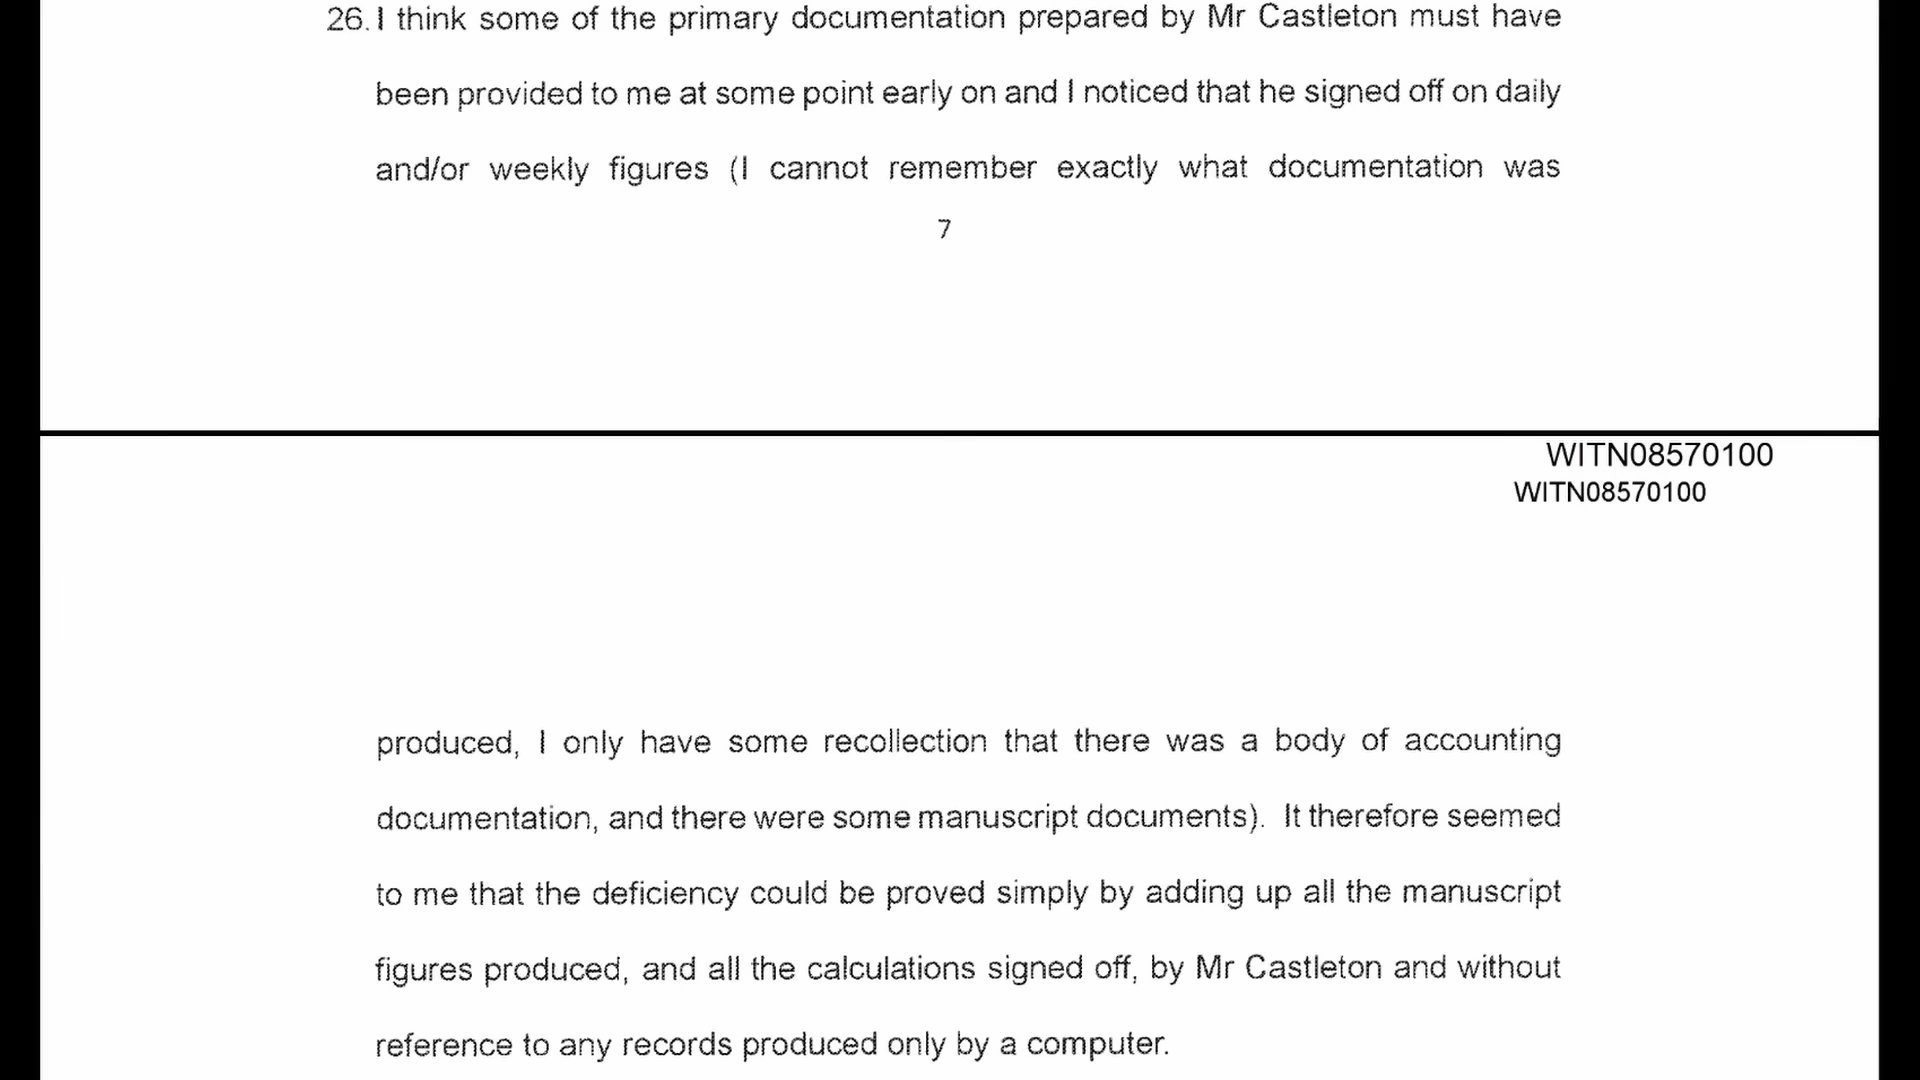 26. I think some of the primary documentation prepared by Mr Castleton must have
been provided to me at some point early on and I noticed that he signed off on daily
and/or weekly figures (I cannot remember exactly what documentation was
7
WITN08570100
WITN08570100
produced, I only have some recollection that there was a body of accounting
documentation, and there were some manuscript documents). It therefore seemed
to me that the deficiency could be proved simply by adding up all the manuscript
figures produced, and all the calculations signed off, by Mr Castleton and without
reference to any records produced only by a computer.